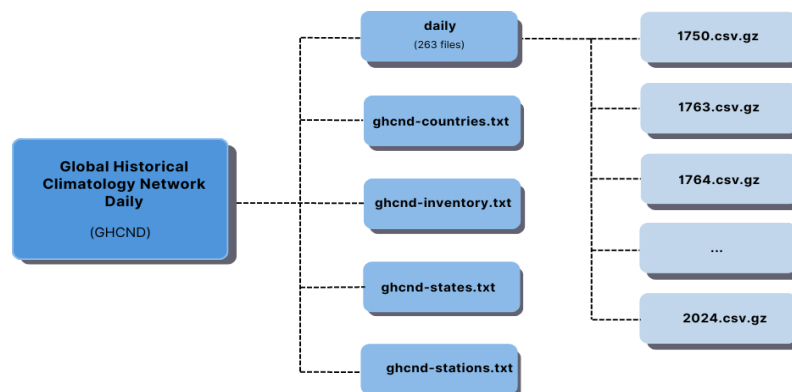 Global Historical
Climatology Network
Daily
(GHCND)
daily
(263 files)
ghcnd-countries.txt
ghcnd-inventory.txt
ghcnd-states.txt
ghcnd-stations.txt
1750.csv.gz
1763.csv.gz
1764.csv.gz
...
2024.csv.gz